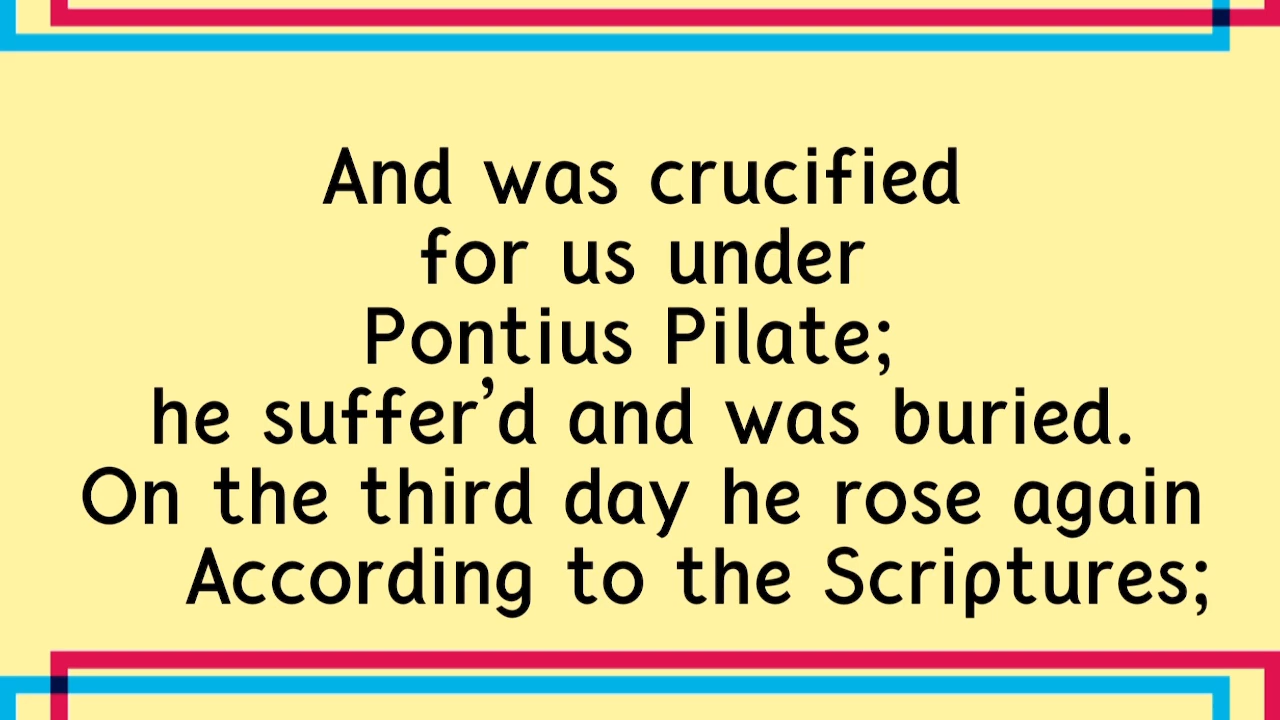 And was crucified
for us under
Pontius Pilate;
he suffer’d and was buried.
On the third day he rose again
According to the Scriptures;